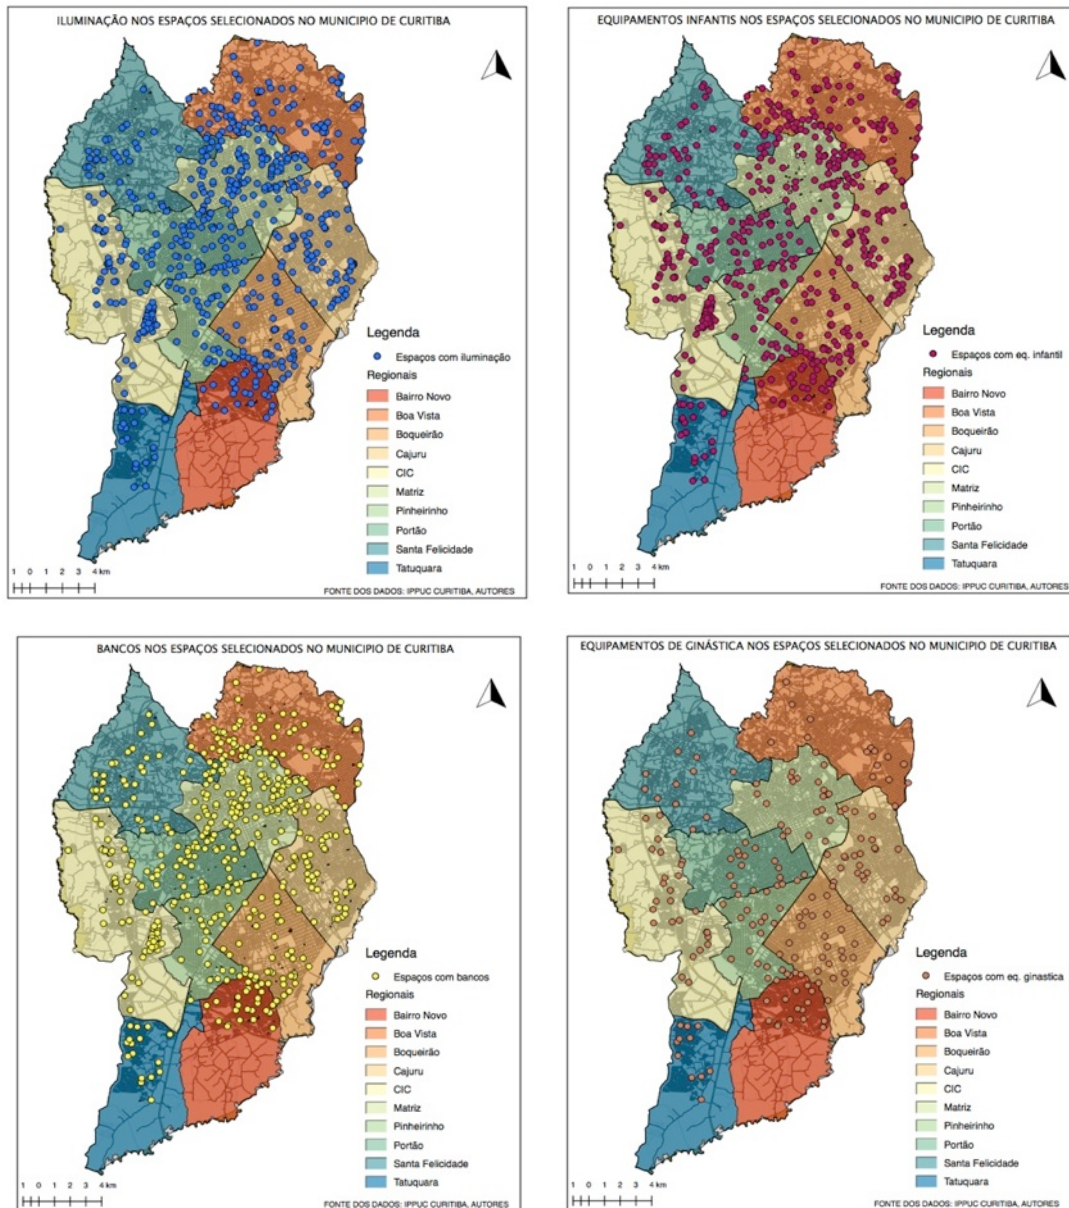 ILUMINAÇÃO NOS ESPAÇOS SELECIONADOS NO MUNICIPIO DE CURITIBA
Legenda
Espaços com iluminação
Regionais
Bairro Novo
Boa Vista
Boqueirão
Cajuru
CIC
Matriz
Pinheirinho
Portão
Santa Felicidade
Tatuquara
1 0 1 2 3 4 km
FONTE DOS DADOS: IPPUC CURITIBA, AUTORES
EQUIPAMENTOS INFANTIS NOS ESPAÇOS SELECIONADOS NO MUNICIPIO DE CURITIBA
Legenda
Espaços com eq. infantil
Regionais
Bairro Novo
Boa Vista
Boqueirão
Cajuru
CIC
Matriz
Pinheirinho
Portão
Santa Felicidade
Tatuquara
1 0 1 2 3 4 km
FONTE DOS DADOS: IPPUC CURITIBA, AUTORES
BANCOS NOS ESPAÇOS SELECIONADOS NO MUNICIPIO DE CURITIBA
Legenda
Espaços com bancos
Regionais
Bairro Novo
Boa Vista
Boqueirão
Cajuru
CIC
Matriz
Pinheirinho
Portão
Santa Felicidade
Tatuquara
1 0 1 2 3 4 km
FONTE DOS DADOS: IPPUC CURITIBA, AUTORES
EQUIPAMENTOS DE GINÁSTICA NOS ESPAÇOS SELECIONADOS NO MUNICIPIO DE CURITIBA
Legenda
Espaços com eq. ginastica
Regionais
Bairro Novo
Boa Vista
Boqueirão
Cajuru
CIC
Matriz
Pinheirinho
Portão
Santa Felicidade
Tatuquara
1 0 1 2 3 4 km
FONTE DOS DADOS: IPPUC CURITIBA, AUTORES